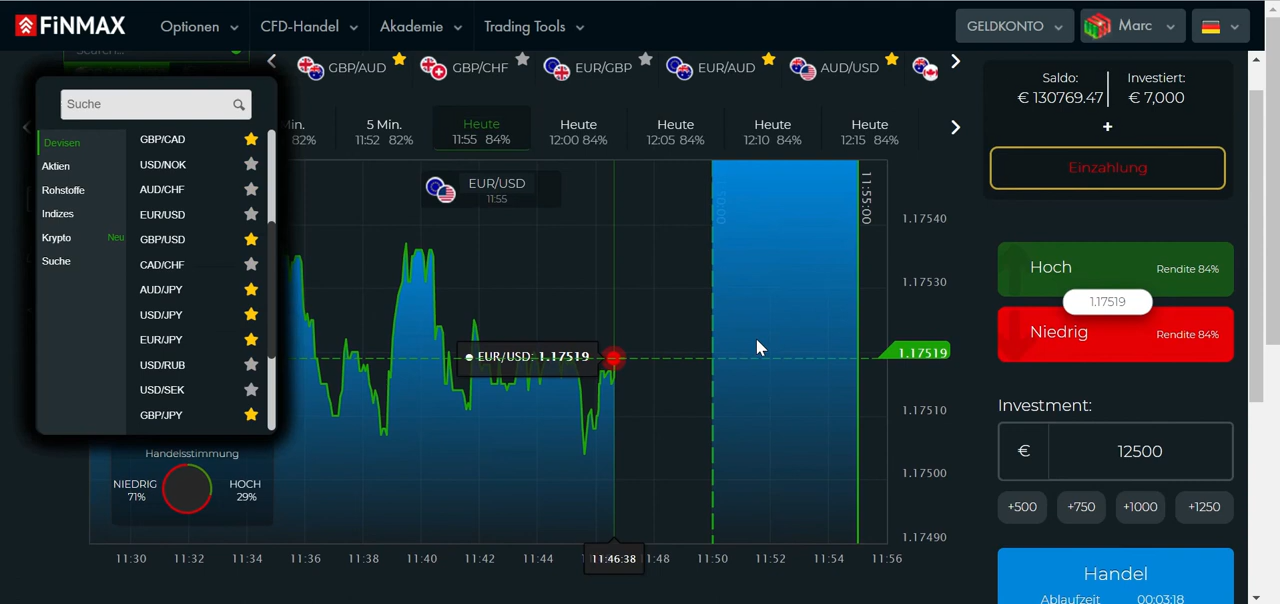 FiNMAX
Optionen
CFD-Handel
Akademie
Trading Tools
GELDKONTO
Marc
GBP/AUD
GBP/CHF
EUR/GBP
EUR/AUD
AUD/USD
Min.
82%
5 Min.
11:52 82%
Heute
11:55 84%
Heute
12:00 84%
Heute
12:05 84%
Heute
12:10 84%
Heute
12:15 84%
Suche
Devisen
Aktien
Rohstoffe
Indizes
Krypto Neu
Suche
GBP/CAD
USD/NOK
AUD/CHF
EUR/USD
GBP/USD
CAD/CHF
AUD/JPY
USD/JPY
EUR/JPY
USD/RUB
USD/SEK
GBP/JPY
Handelsstimmung
NIEDRIG
71%
HOCH
29%
EUR/USD
11:55
EUR/USD: 1.17519
11:55:00
1.17540
1.17530
1.17519
1.17510
1.17500
1.17490
11:30 11:32 11:34 11:36 11:38 11:40 11:42 11:44 11:46:38 11:48 11:50 11:52 11:54 11:56
Saldo:
€ 130769.47
Investiert:
€ 7,000
+
Einzahlung
Hoch Rendite 84%
1.17519
Niedrig Rendite 84%
Investment:
€ 12500
+500 +750 +1000 +1250
Handel
Ablaufzeit 00:03:18